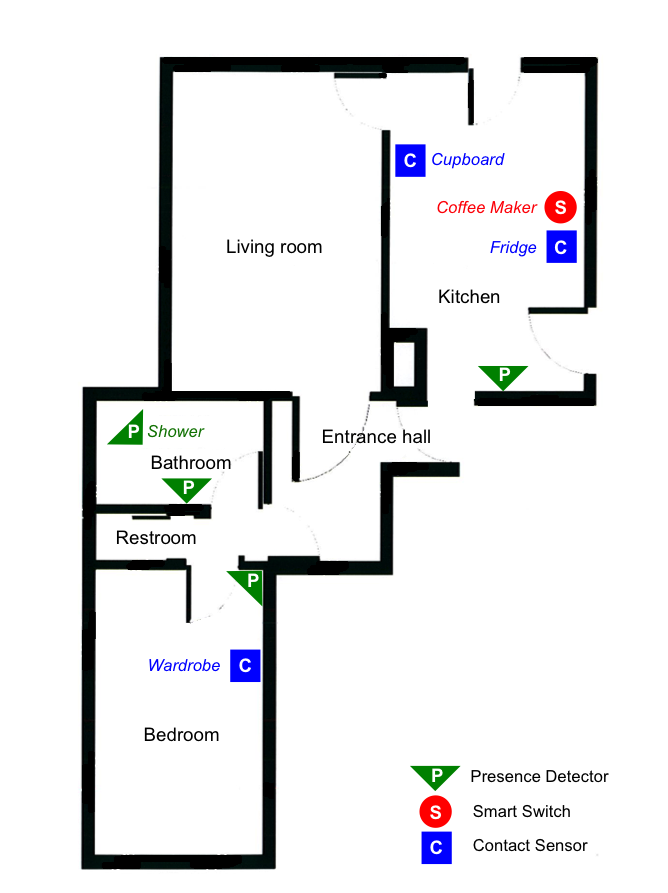 C Cupboard
Coffee Maker S
Fridge C
Living room
Kitchen
P
P Shower
Entrance hall
Bathroom
P
Restroom
P
Wardrobe C
Bedroom
P Presence Detector
S Smart Switch
C Contact Sensor